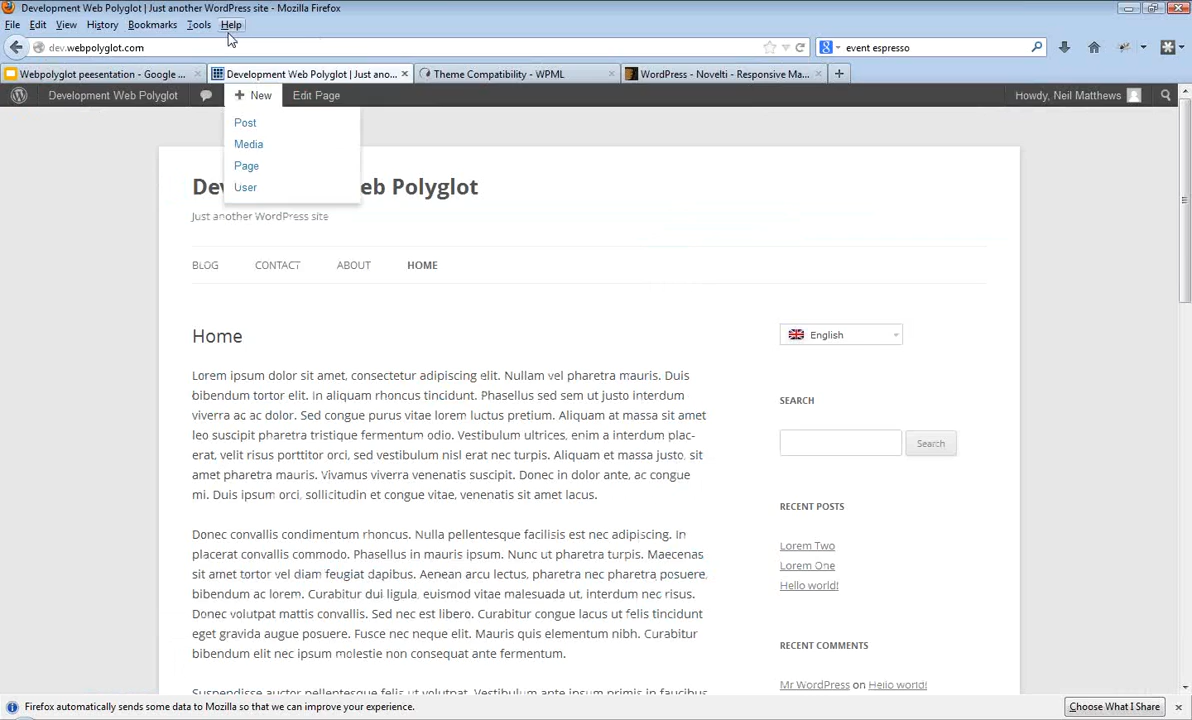 Development Web Polyglot | Just another WordPress site - Mozilla Firefox
File Edit View History Bookmarks Tools Help
dev.webpolyglot.com
event espresso
Webpolyglot peesentation - Google ...
Development Web Polyglot | Just ano...
Theme Compatibility - WPML
WordPress - Novelti - Responsive Ma...
Development Web Polyglot
New
Edit Page
Howdy, Neil Matthews
Post
Media
Page
User
De eb Polyglot
Just another WordPress site
BLOG CONTACT ABOUT HOME
Home
English
Lorem ipsum dolor sit amet, consectetur adipiscing elit. Nullam vel pharetra mauris. Duis
bibendum tortor elit. In aliquam rhoncus tincidunt. Phasellus sed sem ut justo interdum
viverra ac ac dolor. Sed congue purus vitae lorem luctus pretium. Aliquam at massa sit amet
leo suscipit pharetra tristique fermentum odio. Vestibulum ultrices, enim a interdum plac-
erat, velit risus porttitor orci, sed vestibulum nisl erat nec turpis. Aliquam et massa justo, sit
amet pharetra mauris. Vivamus viverra venenatis suscipit. Donec in dolor ante, ac congue
mi. Duis ipsum orci, sollicitudin et congue vitae, venenatis sit amet lacus.
Donec convallis condimentum rhoncus. Nulla pellentesque facilisis est nec adipiscing. In
placerat convallis commodo. Phasellus in mauris ipsum. Nunc ut pharetra turpis. Maecenas
sit amet tortor vel diam feugiat dapibus. Aenean arcu lectus, pharetra nec pharetra posuere,
bibendum ac lorem. Curabitur dui ligula, euismod vitae malesuada ut, interdum nec risus.
Donec volutpat mattis convallis. Sed nec est libero. Curabitur congue lacus ut felis tincidunt
eget gravida augue posuere. Fusce nec neque elit. Mauris quis elementum nibh. Curabitur
bibendum elit nec ipsum molestie non consequat ante fermentum.
Suspendisse auctor pellentesque felis ut volutpat. Vestibulum ante ipsum primis in faucibus
SEARCH
Search
RECENT POSTS
Lorem Two
Lorem One
Hello world!
RECENT COMMENTS
Mr WordPress on Hello world!
Firefox automatically sends some data to Mozilla so that we can improve your experience.
Choose What I Share